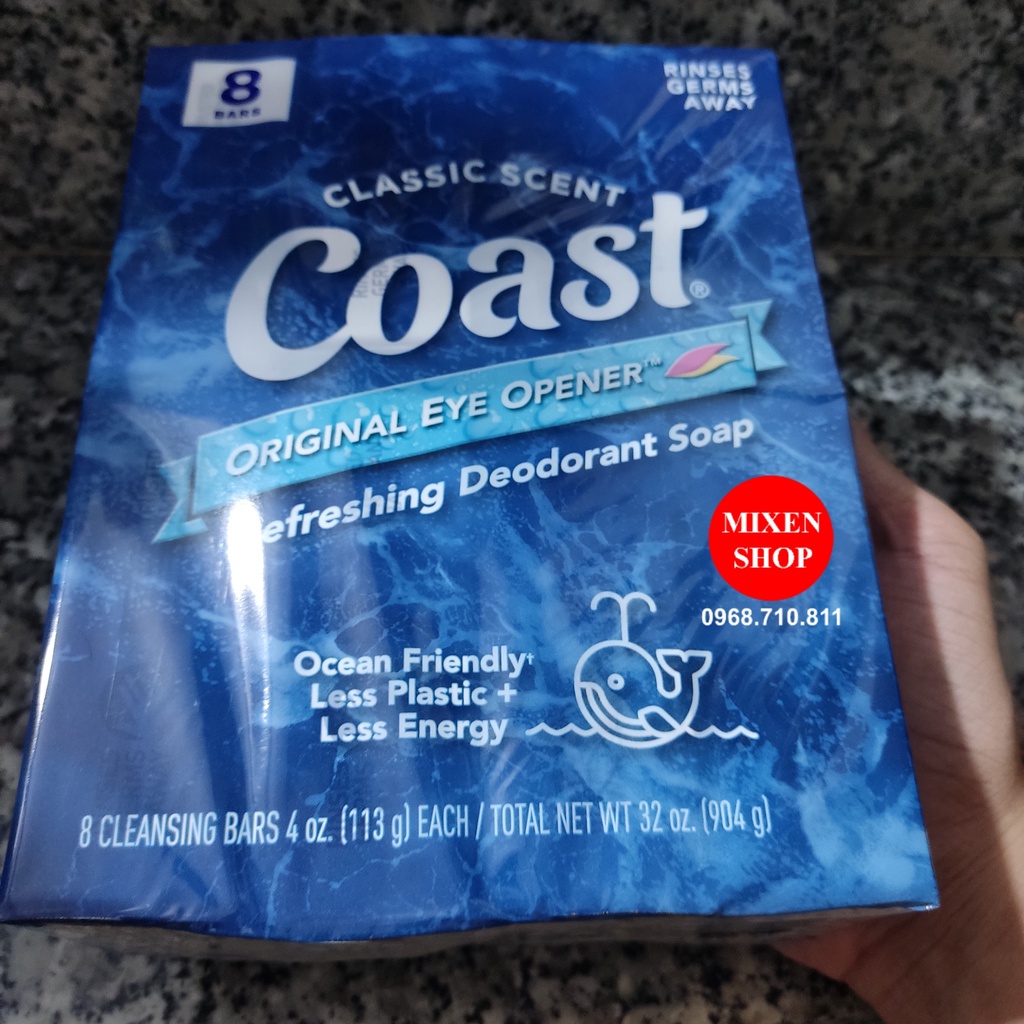 8
BARS
RINSES
GERMS
AWAY
CLASSIC SCENT
Coast®
ORIGINAL EYE OPENER™
Refreshing Deodorant Soap
MIXEN
SHOP
0968.710.811
Ocean Friendly†
Less Plastic +
Less Energy
8 CLEANSING BARS 4 oz. (113 g) EACH / TOTAL NET WT 32 oz. (904 g)